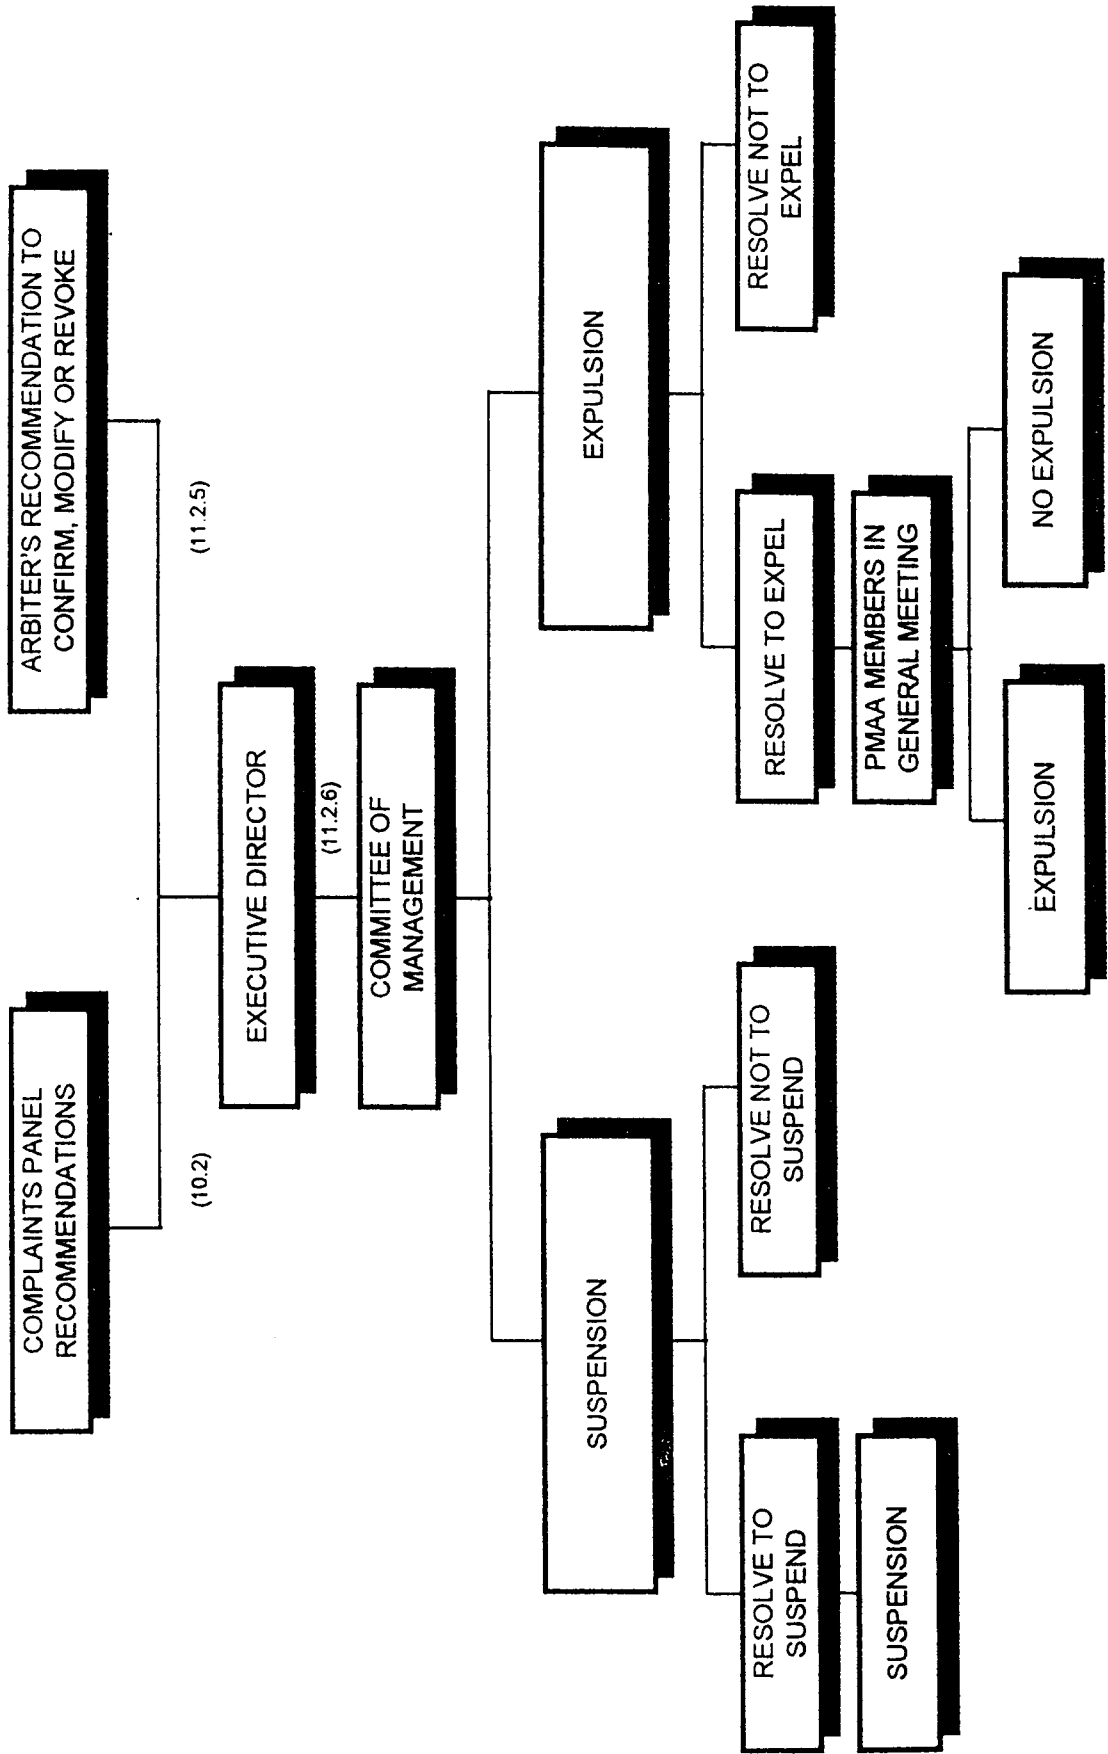 COMPLAINTS PANEL
RECOMMENDATIONS
ARBITER'S RECOMMENDATION TO
CONFIRM, MODIFY OR REVOKE
(10.2)
(11.2.5)
EXECUTIVE DIRECTOR
(11.2.6)
COMMITTEE OF
MANAGEMENT
SUSPENSION
EXPULSION
RESOLVE TO
SUSPEND
RESOLVE NOT TO
SUSPEND
RESOLVE TO EXPEL
RESOLVE NOT TO
EXPEL
SUSPENSION
PMAA MEMBERS IN
GENERAL MEETING
EXPULSION
NO EXPULSION